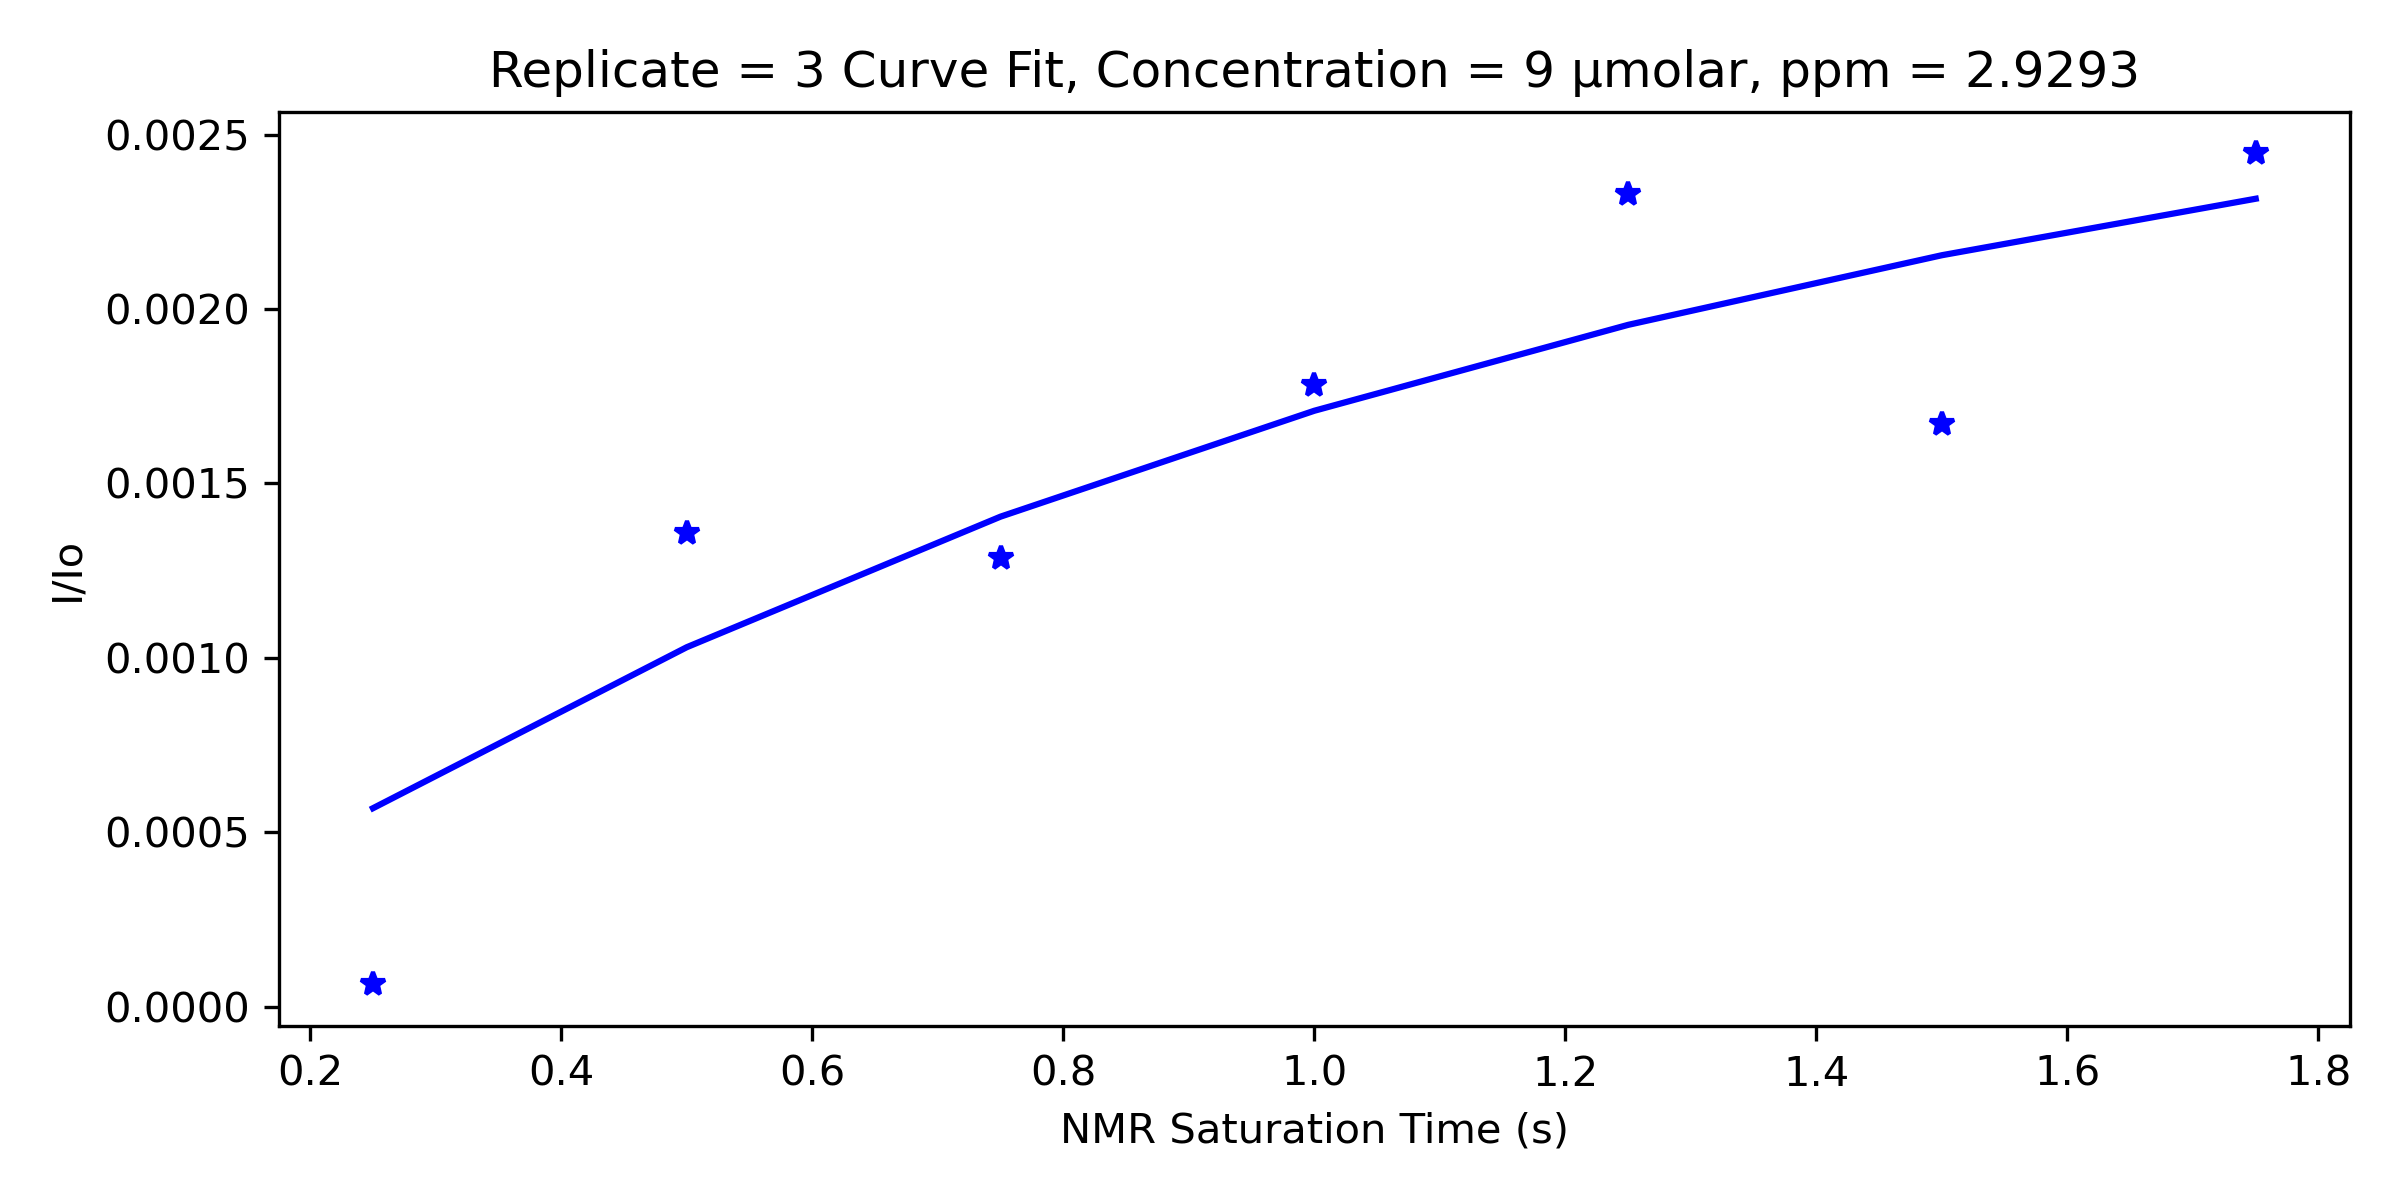 Replicate = 3 Curve Fit, Concentration = 9 µmolar, ppm = 2.9293
0.0025
0.0020
0.0015
0.0010
0.0005
0.0000
I/Io
0.2 0.4 0.6 0.8 1.0 1.2 1.4 1.6 1.8
NMR Saturation Time (s)